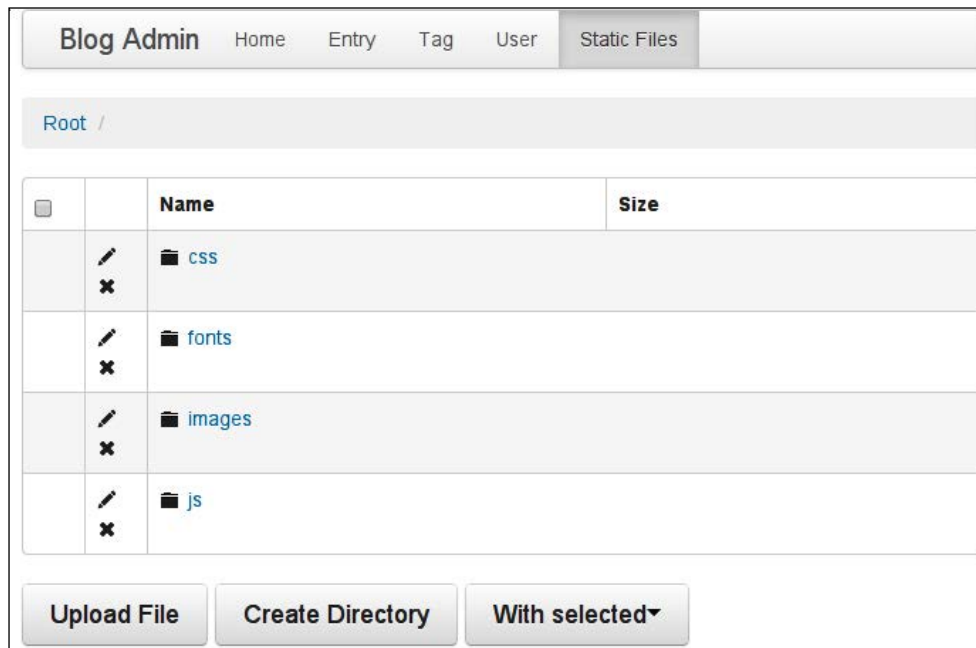 Blog Admin Home Entry Tag User Static Files
Root /
Name Size
css
fonts
images
js
Upload File Create Directory With selected